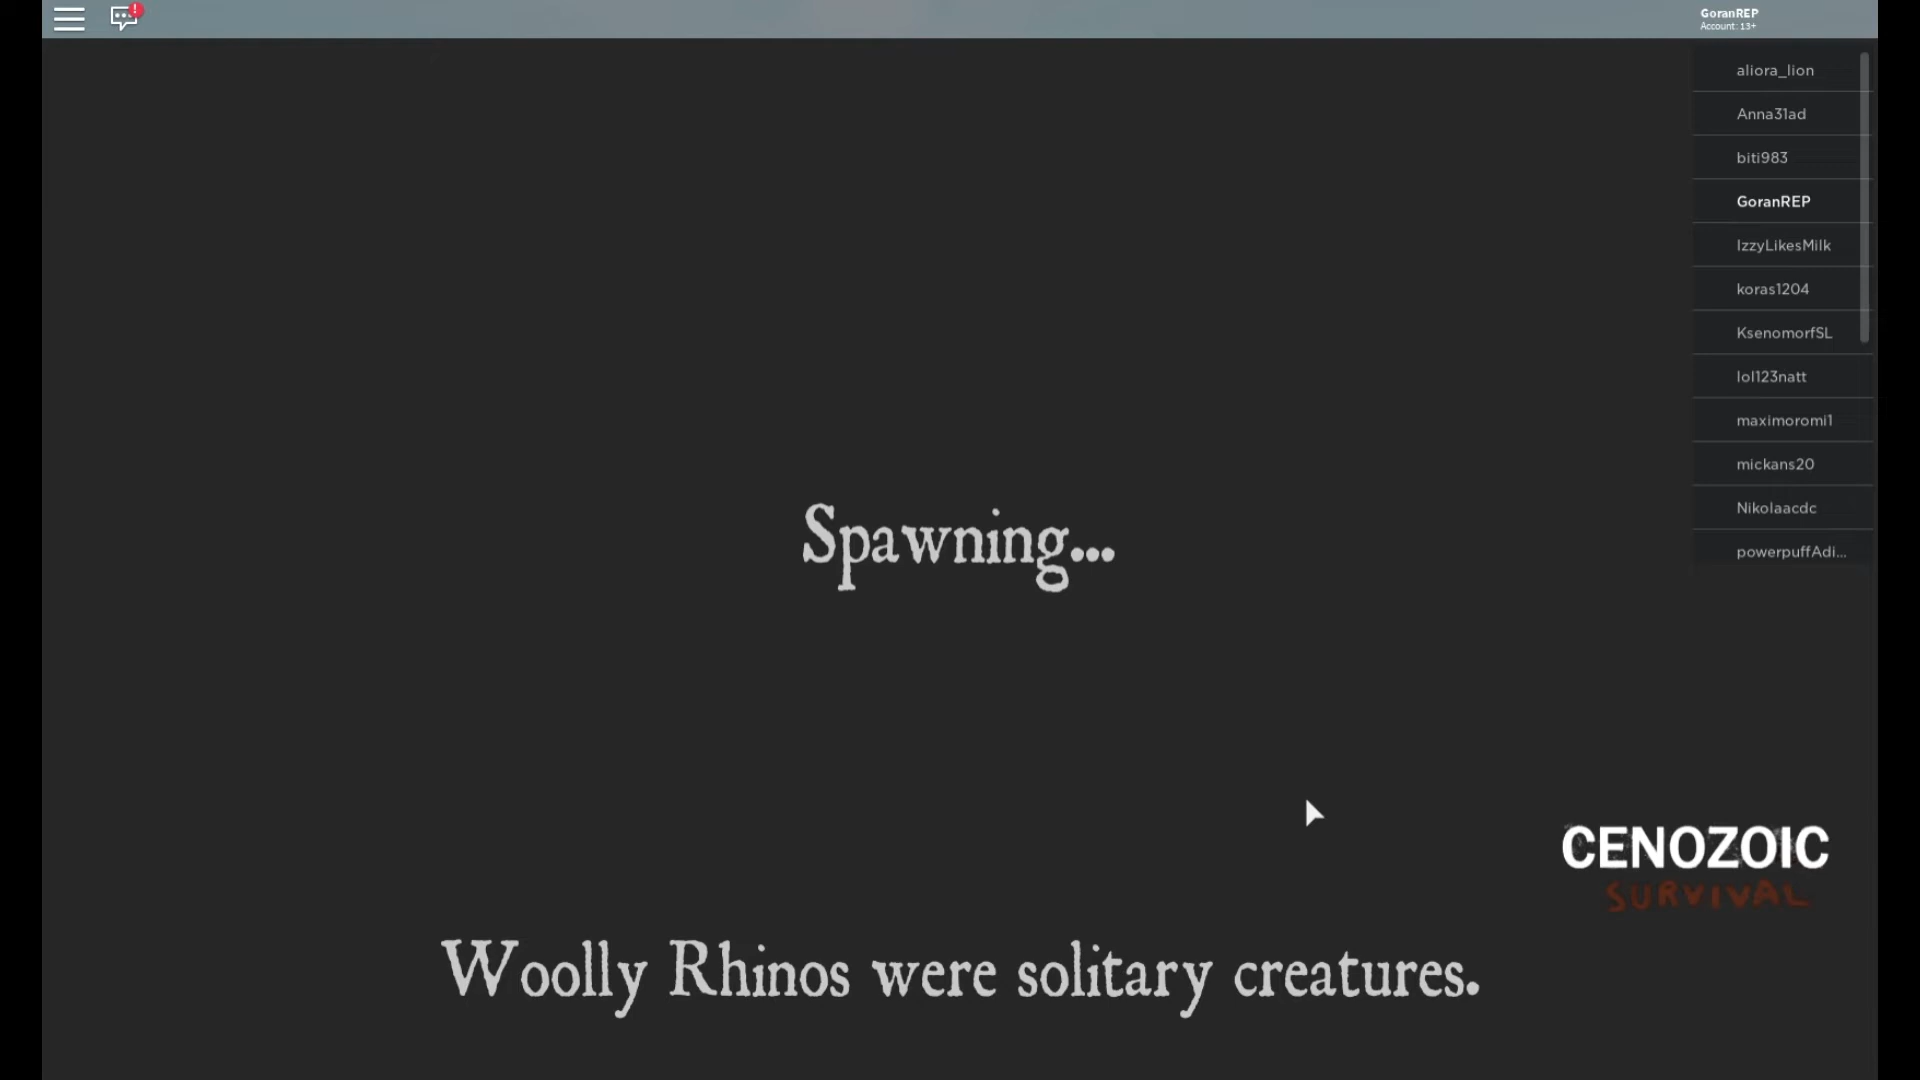 GoranREP
Account: 13+
aliora_lion
Anna31ad
biti983
GoranREP
IzzyLikesMilk
koras1204
KsenomorfSL
lol123natt
maximoromi1
mickans20
Nikolaacdc
powerpuffAdi...
Spawning...
CENOZOIC
SURVIVAL
Woolly Rhinos were solitary creatures.